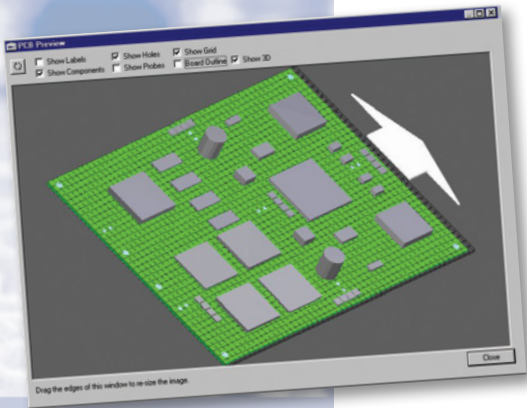 PCB Preview
Show Labels Show Holes Show Grid
Show Components Show Probes Board Outline Show 3D
Drag the edges of this window to re-size the image.
Close